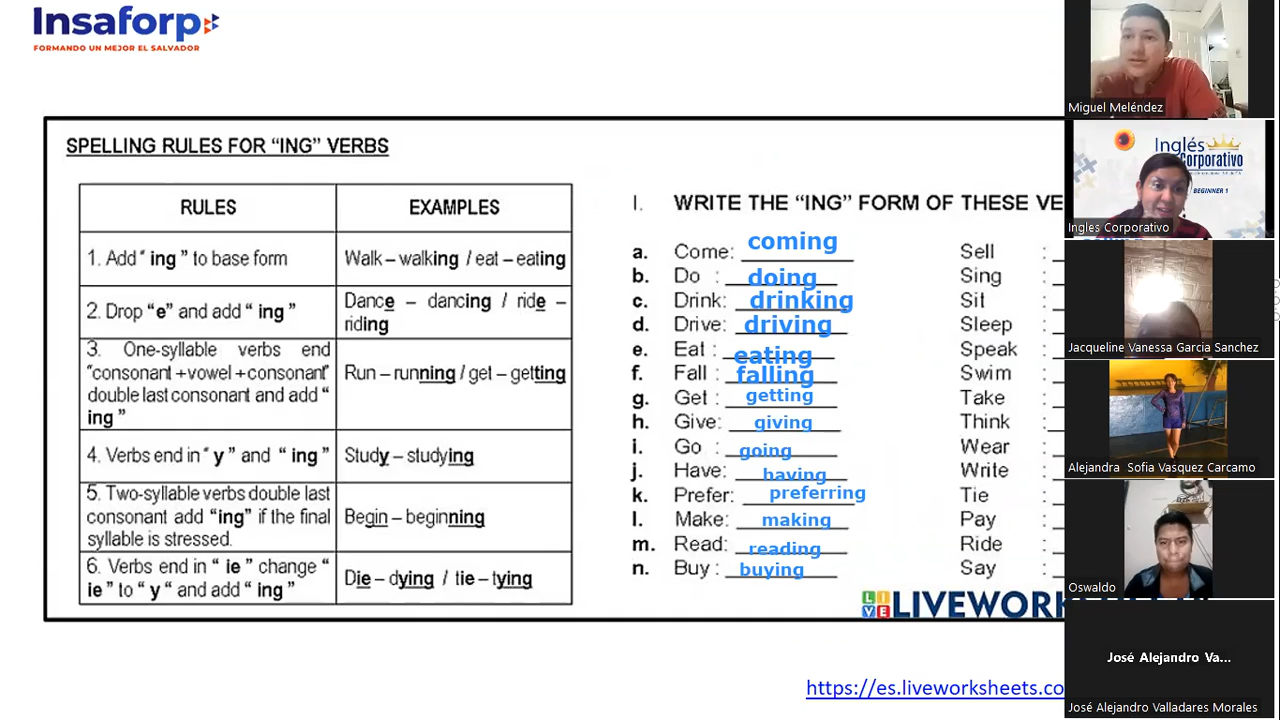 Insaforp
FORMANDO UN MEJOR EL SALVADOR
SPELLING RULES FOR "ING" VERBS
RULES
EXAMPLES
1. Add " ing " to base form
Walk – walking / eat – eating
2. Drop "e" and add " ing "
Dance – dancing / ride –
riding
3. One-syllable verbs end
"consonant +vowel +consonant"
double last consonant and add "
ing "
Run – running / get – getting
4. Verbs end in " y " and " ing "
Study – studying
5. Two-syllable verbs double last
consonant add "ing" if the final
syllable is stressed.
Begin – beginning
6. Verbs end in " ie " change "
ie " to " y " and add " ing "
Die – dying / tie – tying
I. WRITE THE "ING" FORM OF THESE VE
a. Come: coming
b. Do : doing
c. Drink: drinking
d. Drive: driving
e. Eat : eating
f. Fall : falling
g. Get : getting
h. Give: giving
i. Go : going
j. Have: having
k. Prefer: preferring
l. Make: making
m. Read: reading
n. Buy : buying
Sell :
Sing :
Sit :
Sleep :
Speak :
Swim :
Take :
Think :
Wear :
Write :
Tie :
Pay :
Ride :
Say :
LIVEWORK
https://es.liveworksheets.co
Miguel Meléndez
Inglés
Corporativo
BEGINNER 1
Ingles Corporativo
Jacqueline Vanessa Garcia Sanchez
Alejandra Sofia Vasquez Carcamo
Oswaldo
José Alejandro Va...
José Alejandro Valladares Morales